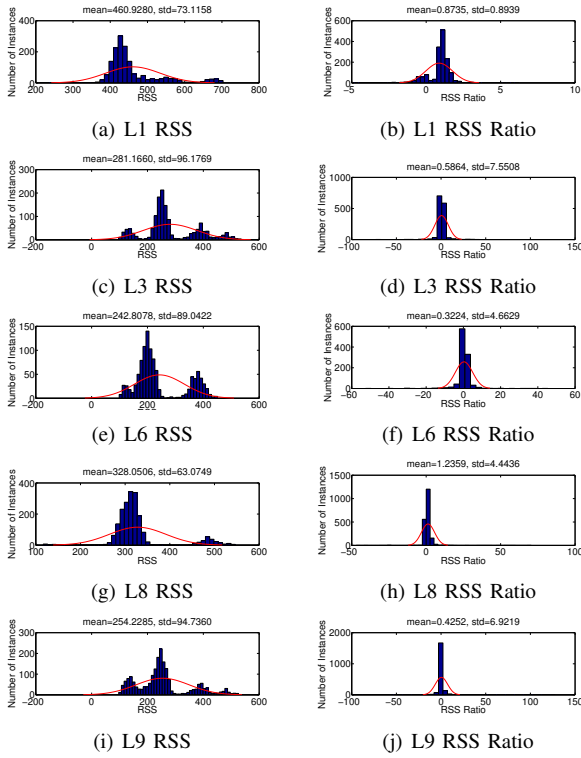 mean=460.9280, std=73.1158
Number of Instances
400
200
0
200 300 400 500 600 700 800
RSS
(a) L1 RSS
mean=0.8735, std=0.8939
Number of Instances
600
400
200
0
−5 0 5 10
RSS Ratio
(b) L1 RSS Ratio
mean=281.1660, std=96.1769
Number of Instances
300
200
100
0
−200 0 200 400 600
RSS
(c) L3 RSS
mean=0.5864, std=7.5508
Number of Instances
1000
500
0
−100 −50 0 50 100 150
RSS Ratio
(d) L3 RSS Ratio
mean=242.8078, std=89.0422
Number of Instances
150
100
50
0
−200 0 200 400 600
RSS
(e) L6 RSS
mean=0.3224, std=4.6629
Number of Instances
600
400
200
0
−60 −40 −20 0 20 40 60
RSS Ratio
(f) L6 RSS Ratio
mean=328.0506, std=63.0749
Number of Instances
400
200
0
100 200 300 400 500 600
RSS
(g) L8 RSS
mean=1.2359, std=4.4436
Number of Instances
1500
1000
500
0
−50 0 50 100
RSS Ratio
(h) L8 RSS Ratio
mean=254.2285, std=94.7360
Number of Instances
300
200
100
0
−200 0 200 400 600
RSS
(i) L9 RSS
mean=0.4252, std=6.9219
Number of Instances
2000
1000
0
−100 −50 0 50 100 150
RSS Ratio
(j) L9 RSS Ratio